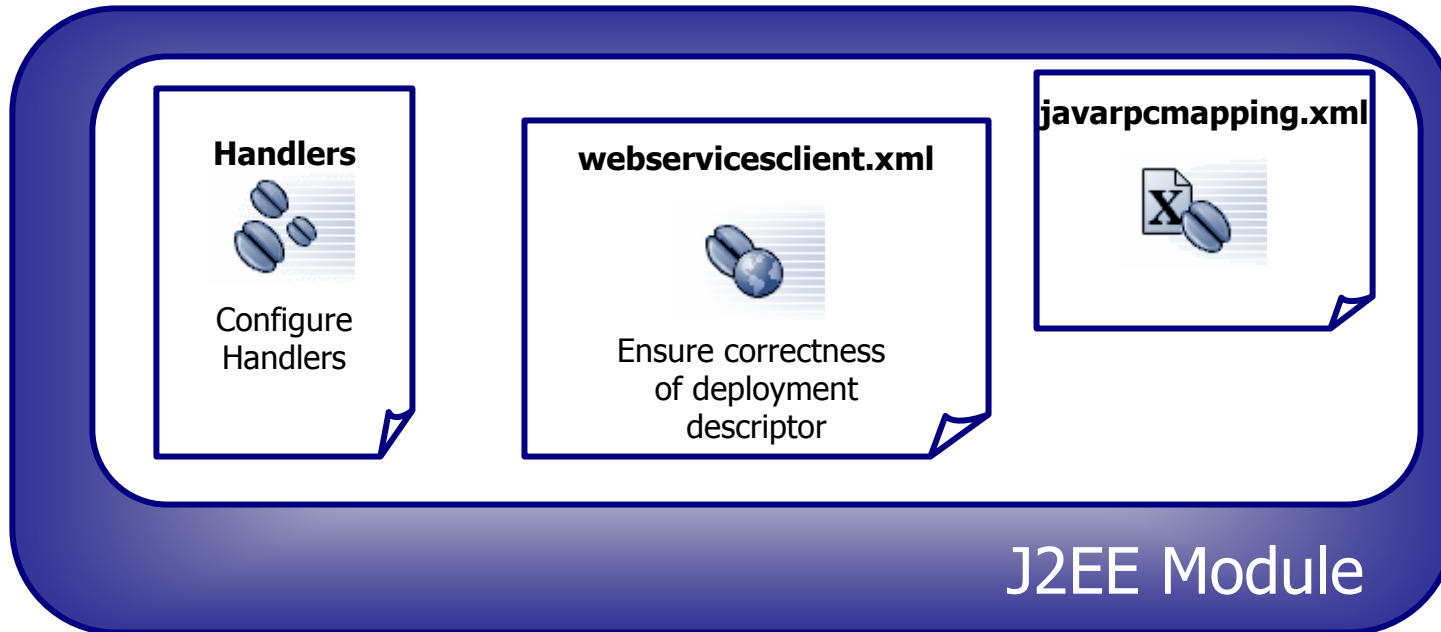 Handlers
Configure
Handlers
webservicesclient.xml
Ensure correctness
of deployment
descriptor
javarpcmapping.xml
X
J2EE Module